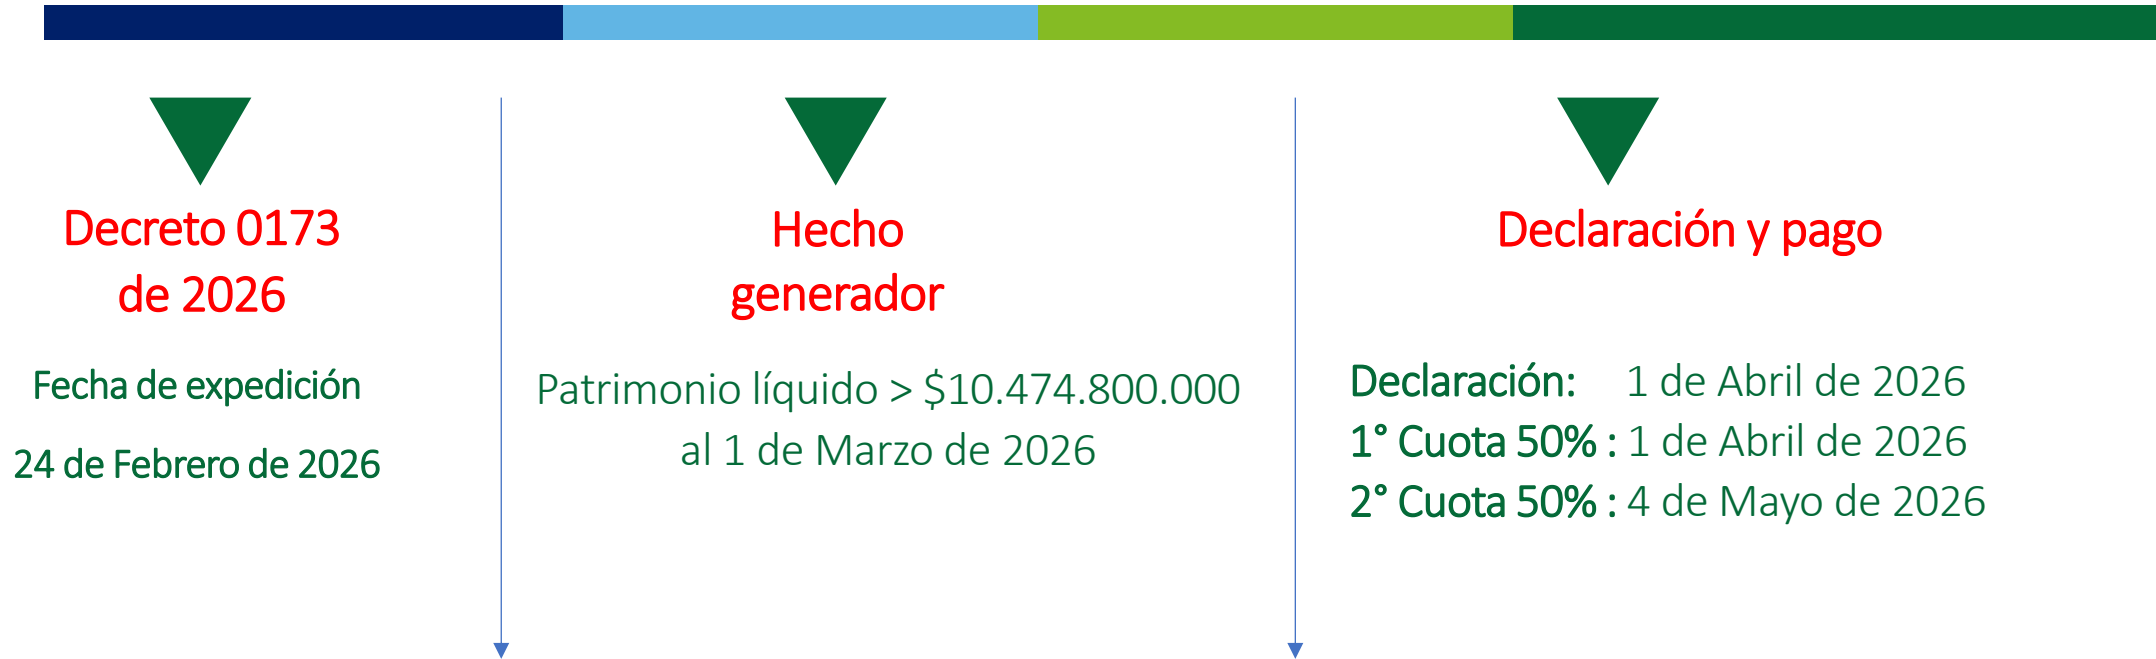 Decreto 0173
de 2026
Fecha de expedición
24 de Febrero de 2026
Hecho
generador
Patrimonio líquido > $10.474.800.000
al 1 de Marzo de 2026
Declaración y pago
Declaración: 1 de Abril de 2026
1° Cuota 50% : 1 de Abril de 2026
2° Cuota 50% : 4 de Mayo de 2026